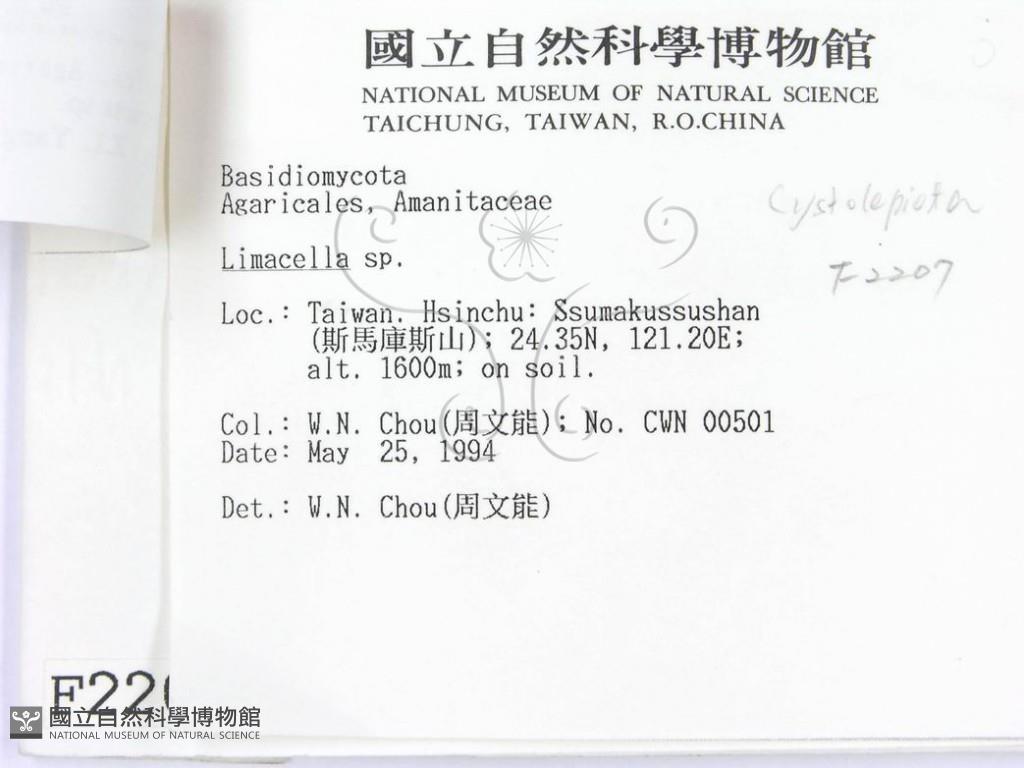 國立自然科學博物館
NATIONAL MUSEUM OF NATURAL SCIENCE
TAICHUNG, TAIWAN, R.O.CHINA
Basidiomycota
Agaricales, Amanitaceae
Cystolepiota
Limacella sp.
F2207
Loc.: Taiwan. Hsinchu: Ssumakussushan
(斯馬庫斯山); 24.35N, 121.20E;
alt. 1600m; on soil.
Col.: W.N. Chou(周文能); No. CWN 00501
Date: May 25, 1994
Det.: W.N. Chou(周文能)
F220
國立自然科學博物館
NATIONAL MUSEUM OF NATURAL SCIENCE